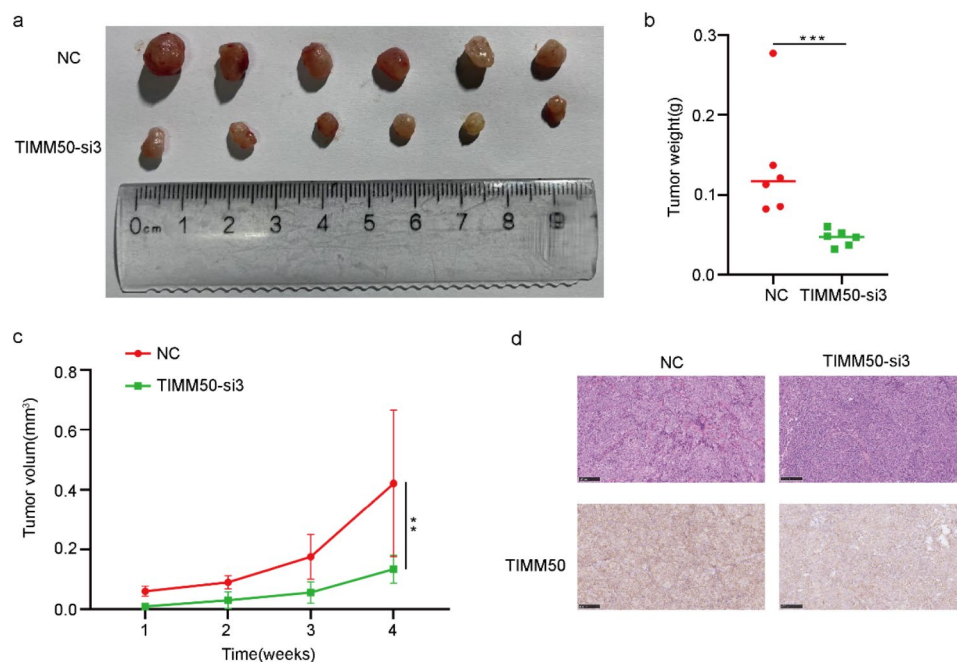 a
NC
TIMM50-si3
0cm 1 2 3 4 5 6 7 8 9
b
Tumor weight(g)
0.3
0.2
0.1
0.0
***
NC TIMM50-si3
c
NC
TIMM50-si3
Tumor volum(mm³)
0.8
0.6
0.4
0.2
0.0
**
1 2 3 4
Time(weeks)
d
NC TIMM50-si3
TIMM50